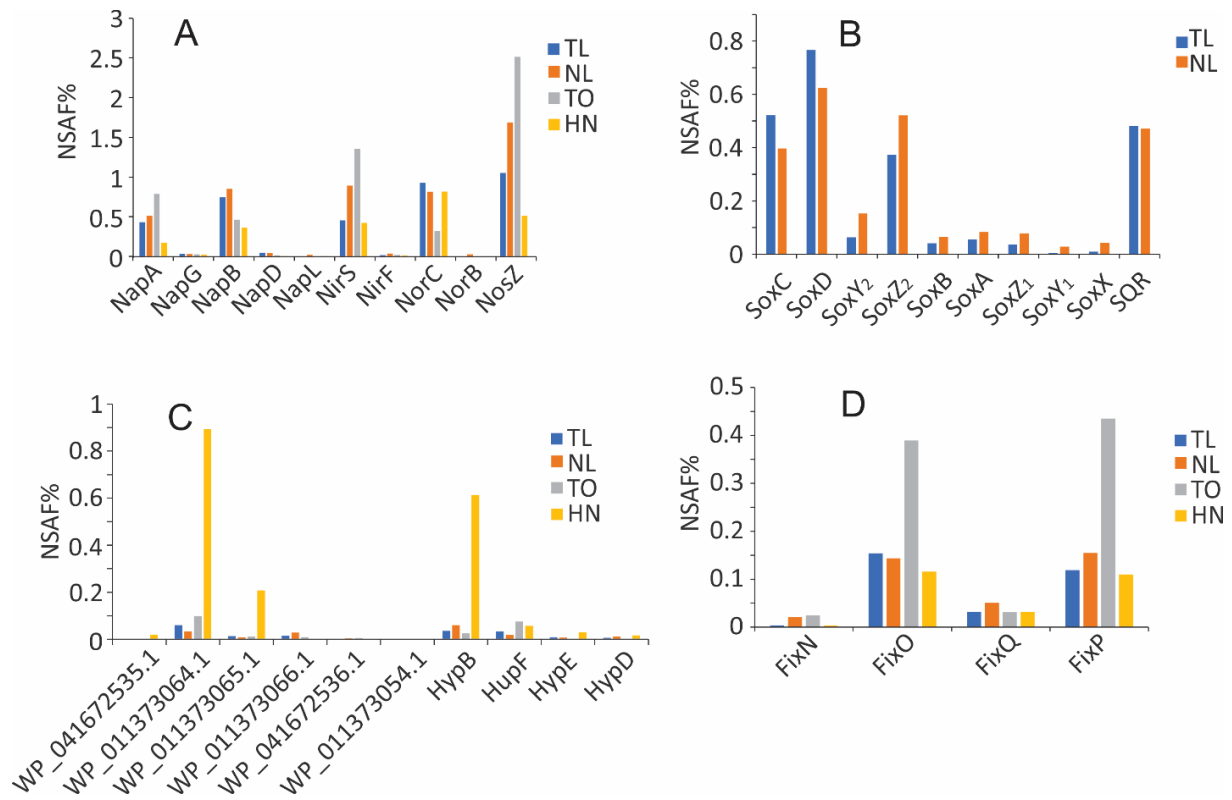 A
NSAF%
3
2.5
2
1.5
1
0.5
0
TL
NL
TO
HN
NapA
NapG
NapB
NapD
NapL
NirS
NirF
NorC
NorB
NosZ
B
NSAF%
0.8
0.6
0.4
0.2
0
TL
NL
SoxC
SoxD
SoxY₂
SoxZ₂
SoxB
SoxA
SoxZ₁
SoxY₁
SoxX
SQR
C
NSAF%
1
0.8
0.6
0.4
0.2
0
TL
NL
TO
HN
WP_041672535.1
WP_011373064.1
WP_011373065.1
WP_011373066.1
WP_041672536.1
WP_011373054.1
HypB
HupF
HypE
HypD
D
NSAF%
0.5
0.4
0.3
0.2
0.1
0
TL
NL
TO
HN
FixN
FixO
FixQ
FixP